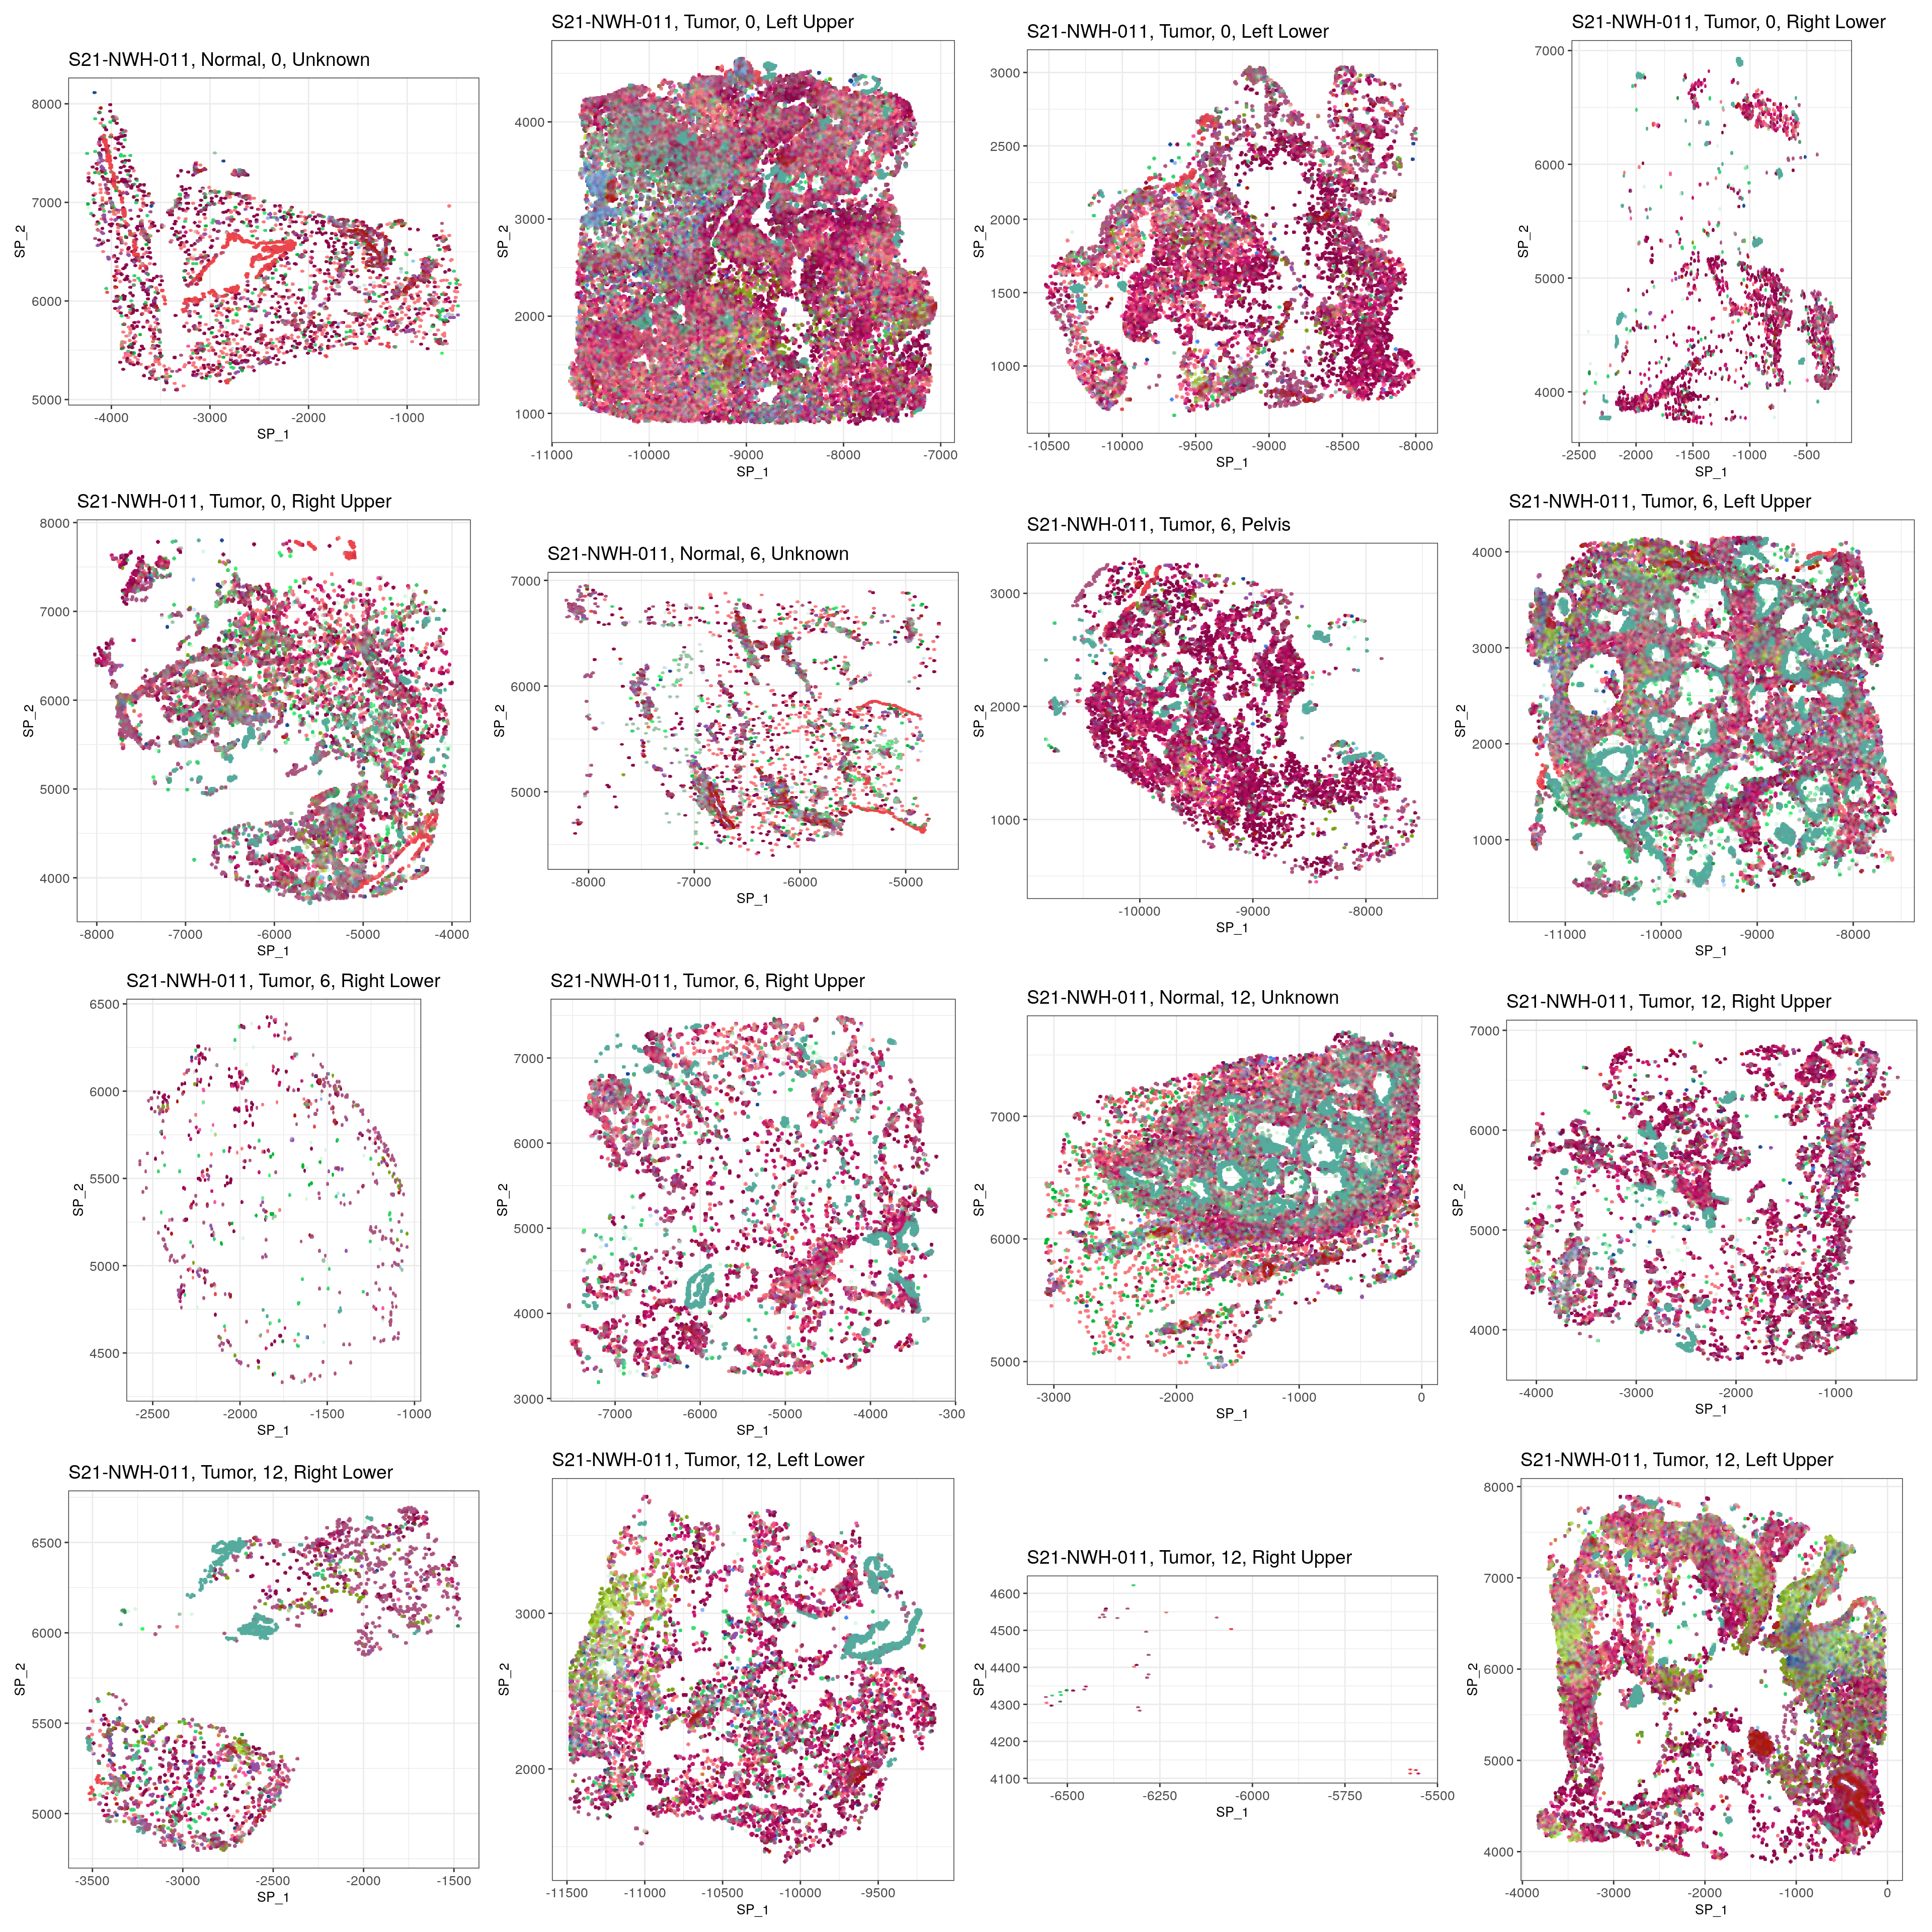 S21-NWH-011, Normal, 0, Unknown
8000
7000
6000
5000
SP_2
-4000 -3000 -2000 -1000
SP_1
S21-NWH-011, Tumor, 0, Left Upper
4000
3000
2000
1000
SP_2
-11000 -10000 -9000 -8000 -7000
SP_1
S21-NWH-011, Tumor, 0, Left Lower
3000
2500
2000
1500
1000
SP_2
-10500 -10000 -9500 -9000 -8500 -8000
SP_1
S21-NWH-011, Tumor, 0, Right Lower
7000
6000
5000
4000
SP_2
-2500 -2000 -1500 -1000 -500
SP_1
S21-NWH-011, Tumor, 0, Right Upper
8000
7000
6000
5000
4000
SP_2
-8000 -7000 -6000 -5000 -4000
SP_1
S21-NWH-011, Normal, 6, Unknown
7000
6000
5000
SP_2
-8000 -7000 -6000 -5000
SP_1
S21-NWH-011, Tumor, 6, Pelvis
3000
2000
1000
SP_2
-10000 -9000 -8000
SP_1
S21-NWH-011, Tumor, 6, Left Upper
4000
3000
2000
1000
SP_2
-11000 -10000 -9000 -8000
SP_1
S21-NWH-011, Tumor, 6, Right Lower
6500
6000
5500
5000
4500
SP_2
-2500 -2000 -1500 -1000
SP_1
S21-NWH-011, Tumor, 6, Right Upper
7000
6000
5000
4000
3000
SP_2
-7000 -6000 -5000 -4000 -300
SP_1
S21-NWH-011, Normal, 12, Unknown
7000
6000
5000
SP_2
-3000 -2000 -1000 0
SP_1
S21-NWH-011, Tumor, 12, Right Upper
7000
6000
5000
4000
SP_2
-4000 -3000 -2000 -1000
SP_1
S21-NWH-011, Tumor, 12, Right Lower
6500
6000
5500
5000
SP_2
-3500 -3000 -2500 -2000 -1500
SP_1
S21-NWH-011, Tumor, 12, Left Lower
3000
2000
SP_2
-11500 -11000 -10500 -10000 -9500
SP_1
S21-NWH-011, Tumor, 12, Right Upper
4600
4500
4400
4300
4200
4100
SP_2
-6500 -6250 -6000 -5750 -5500
SP_1
S21-NWH-011, Tumor, 12, Left Upper
8000
7000
6000
5000
4000
SP_2
-4000 -3000 -2000 -1000 0
SP_1